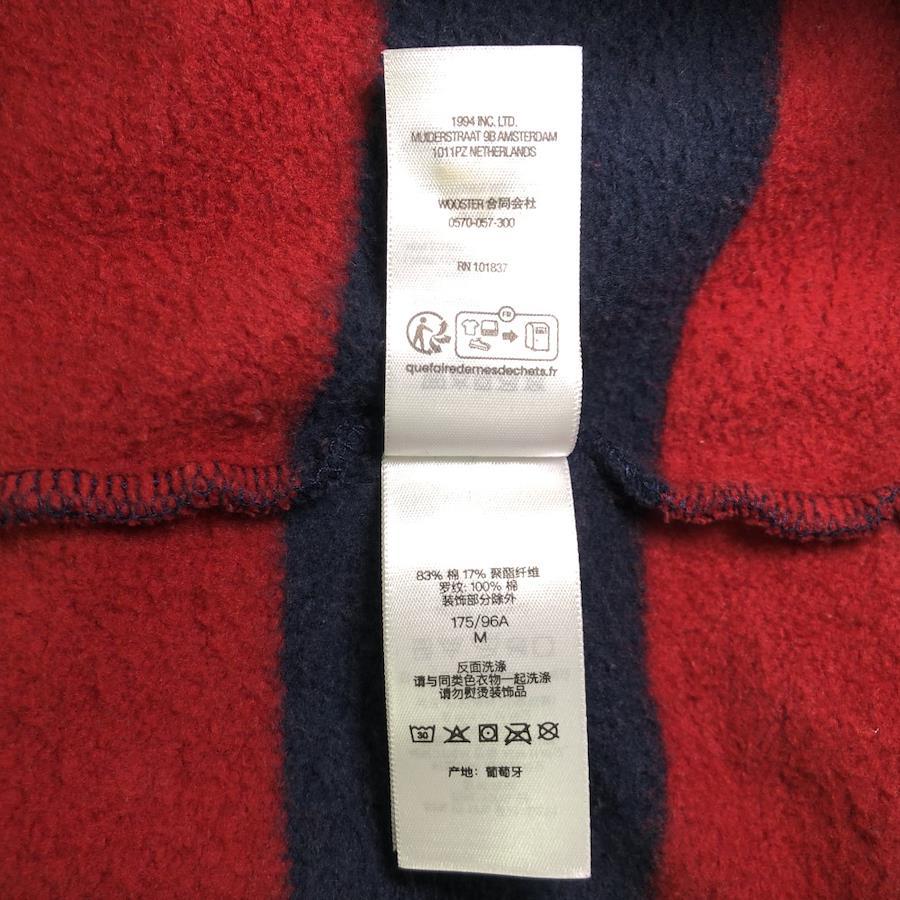 1994 INC. LTD.
MUIDERSTRAAT 9B AMSTERDAM
1011PZ NETHERLANDS
WOOSTER 合同会社
0570-057-300
RN 101837
FR
quefairedemesdechets.fr
83% 棉 17% 聚酯纤维
罗纹: 100% 棉
装饰部分除外
175/96A
M
反面洗涤
请与同类色衣物一起洗涤
请勿熨烫装饰品
30
产地: 葡萄牙